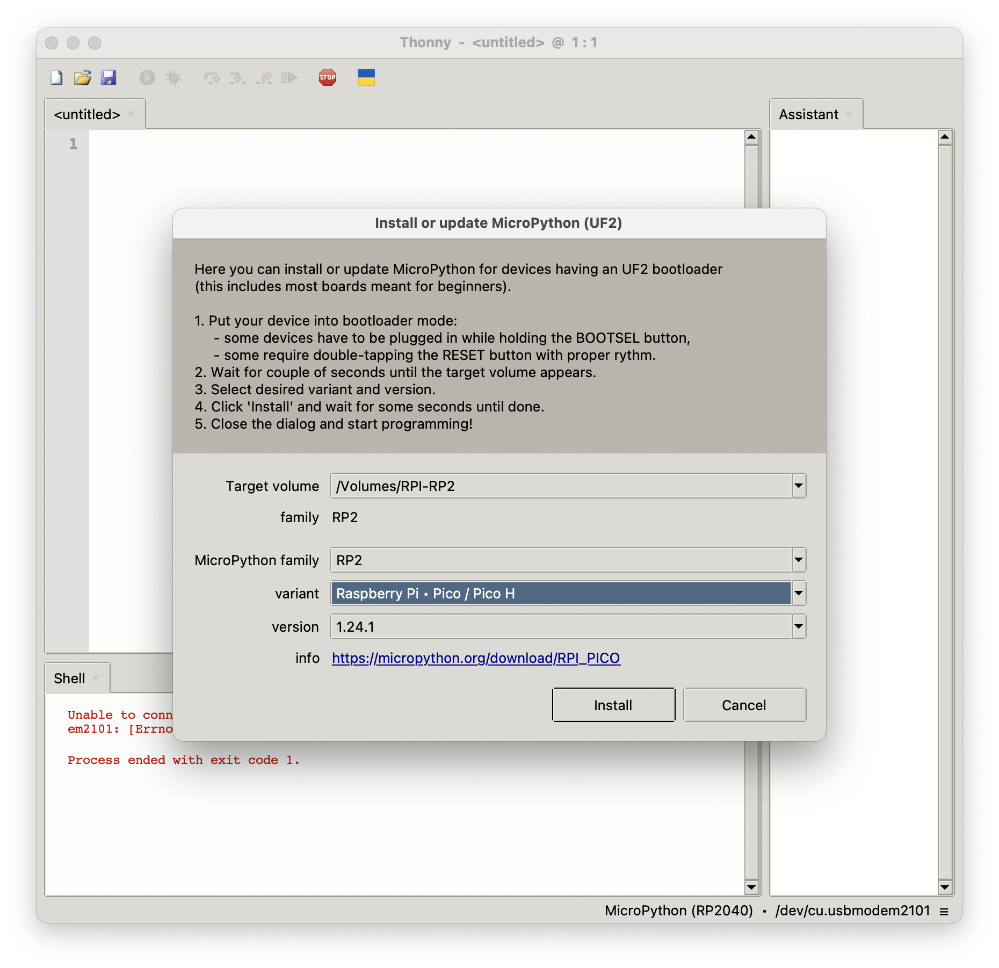 Thonny - <untitled> @ 1:1
STOP
<untitled>
Assistant
1
Install or update MicroPython (UF2)
Here you can install or update MicroPython for devices having an UF2 bootloader
(this includes most boards meant for beginners).
1. Put your device into bootloader mode:
- some devices have to be plugged in while holding the BOOTSEL button,
- some require double-tapping the RESET button with proper rythm.
2. Wait for couple of seconds until the target volume appears.
3. Select desired variant and version.
4. Click 'Install' and wait for some seconds until done.
5. Close the dialog and start programming!
Target volume /Volumes/RPI-RP2
family RP2
MicroPython family RP2
variant Raspberry Pi • Pico / Pico H
version 1.24.1
info https://micropython.org/download/RPI_PICO
Install Cancel
Shell
Unable to conn
em2101: [Errno
Process ended with exit code 1.
MicroPython (RP2040) • /dev/cu.usbmodem2101 ≡